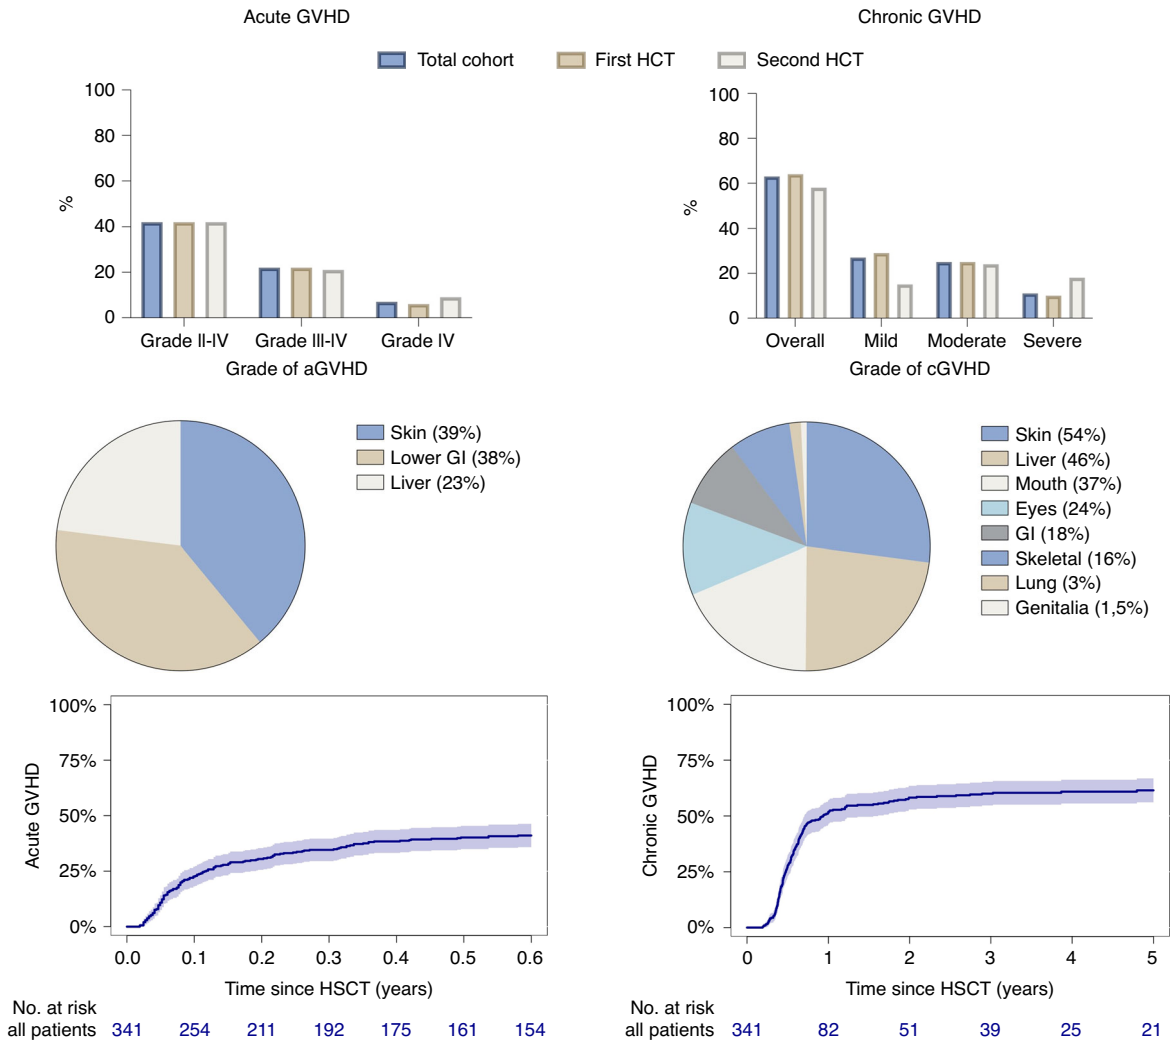 Acute GVHD
Chronic GVHD
Total cohort
First HCT
Second HCT
100
80
60
40
20
0
%
Grade II-IV
Grade III-IV
Grade IV
Grade of aGVHD
100
80
60
40
20
0
%
Overall
Mild
Moderate
Severe
Grade of cGVHD
Skin (39%)
Lower GI (38%)
Liver (23%)
Skin (54%)
Liver (46%)
Mouth (37%)
Eyes (24%)
GI (18%)
Skeletal (16%)
Lung (3%)
Genitalia (1,5%)
100%
75%
50%
25%
0%
Acute GVHD
0.0 0.1 0.2 0.3 0.4 0.5 0.6
Time since HSCT (years)
No. at risk
all patients 341 254 211 192 175 161 154
100%
75%
50%
25%
0%
Chronic GVHD
0 1 2 3 4 5
Time since HSCT (years)
No. at risk
all patients 341 82 51 39 25 21